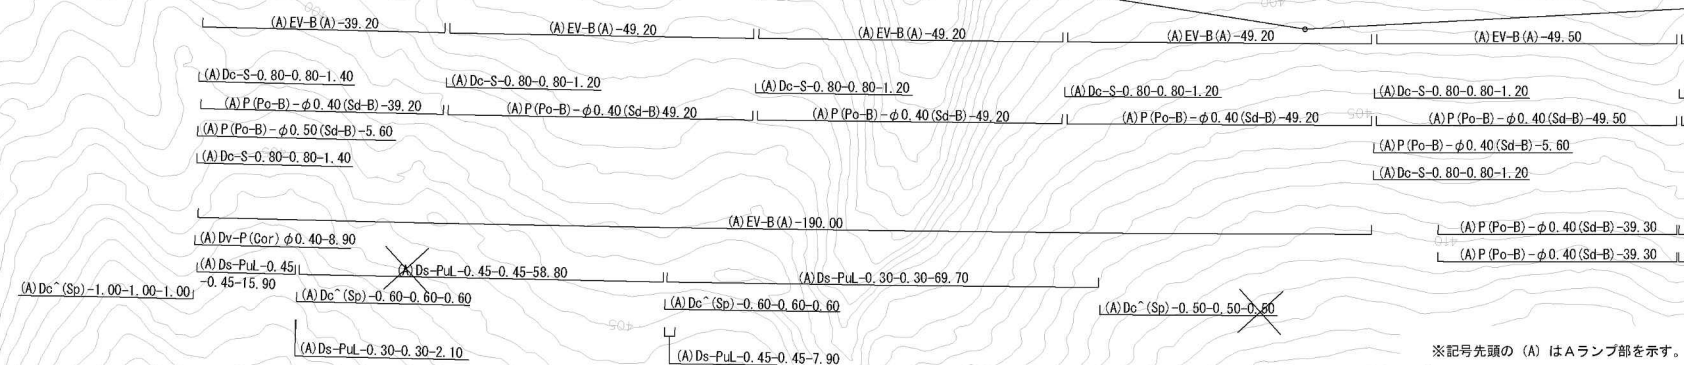 (A)EV-B(A)-39.20
(A)EV-B(A)-49.20
(A)EV-B(A)-49.20
(A)EV-B(A)-49.20
(A)EV-B(A)-49.50
(A)Dc-S-0.80-0.80-1.40
(A)Dc-S-0.80-0.80-1.20
(A)Dc-S-0.80-0.80-1.20
(A)Dc-S-0.80-0.80-1.20
(A)Dc-S-0.80-0.80-1.20
(A)P(Po-B)-φ0.40(Sd-B)-39.20
(A)P(Po-B)-φ0.40(Sd-B)49.20
(A)P(Po-B)-φ0.40(Sd-B)-49.20
(A)P(Po-B)-φ0.40(Sd-B)-49.20
405
(A)P(Po-B)-φ0.40(Sd-B)-49.50
(A)P(Po-B)-φ0.50(Sd-B)-5.60
(A)P(Po-B)-φ0.40(Sd-B)-5.60
(A)Dc-S-0.80-0.80-1.40
(A)Dc-S-0.80-0.80-1.20
(A)EV-B(A)-190.00
(A)P(Po-B)-φ0.40(Sd-B)-39.30
(A)Dv-P(Cor)φ0.40-8.90
410
(A)P(Po-B)-φ0.40(Sd-B)-39.30
(A)Ds-PuL-0.45
-0.45-15.90
(A)Ds-PuL-0.45-0.45-58.80
(A)Ds-PuL-0.30-0.30-69.70
(A)Dc^(Sp)-1.00-1.00-1.00
(A)Dc^(Sp)-0.60-0.60-0.60
(A)Dc^(Sp)-0.60-0.60-0.60
(A)Dc^(Sp)-0.50-0.50-0.50
405
(A)Ds-PuL-0.30-0.30-2.10
(A)Ds-PuL-0.45-0.45-7.90
※記号先頭の（A）はAランプ部を示す。